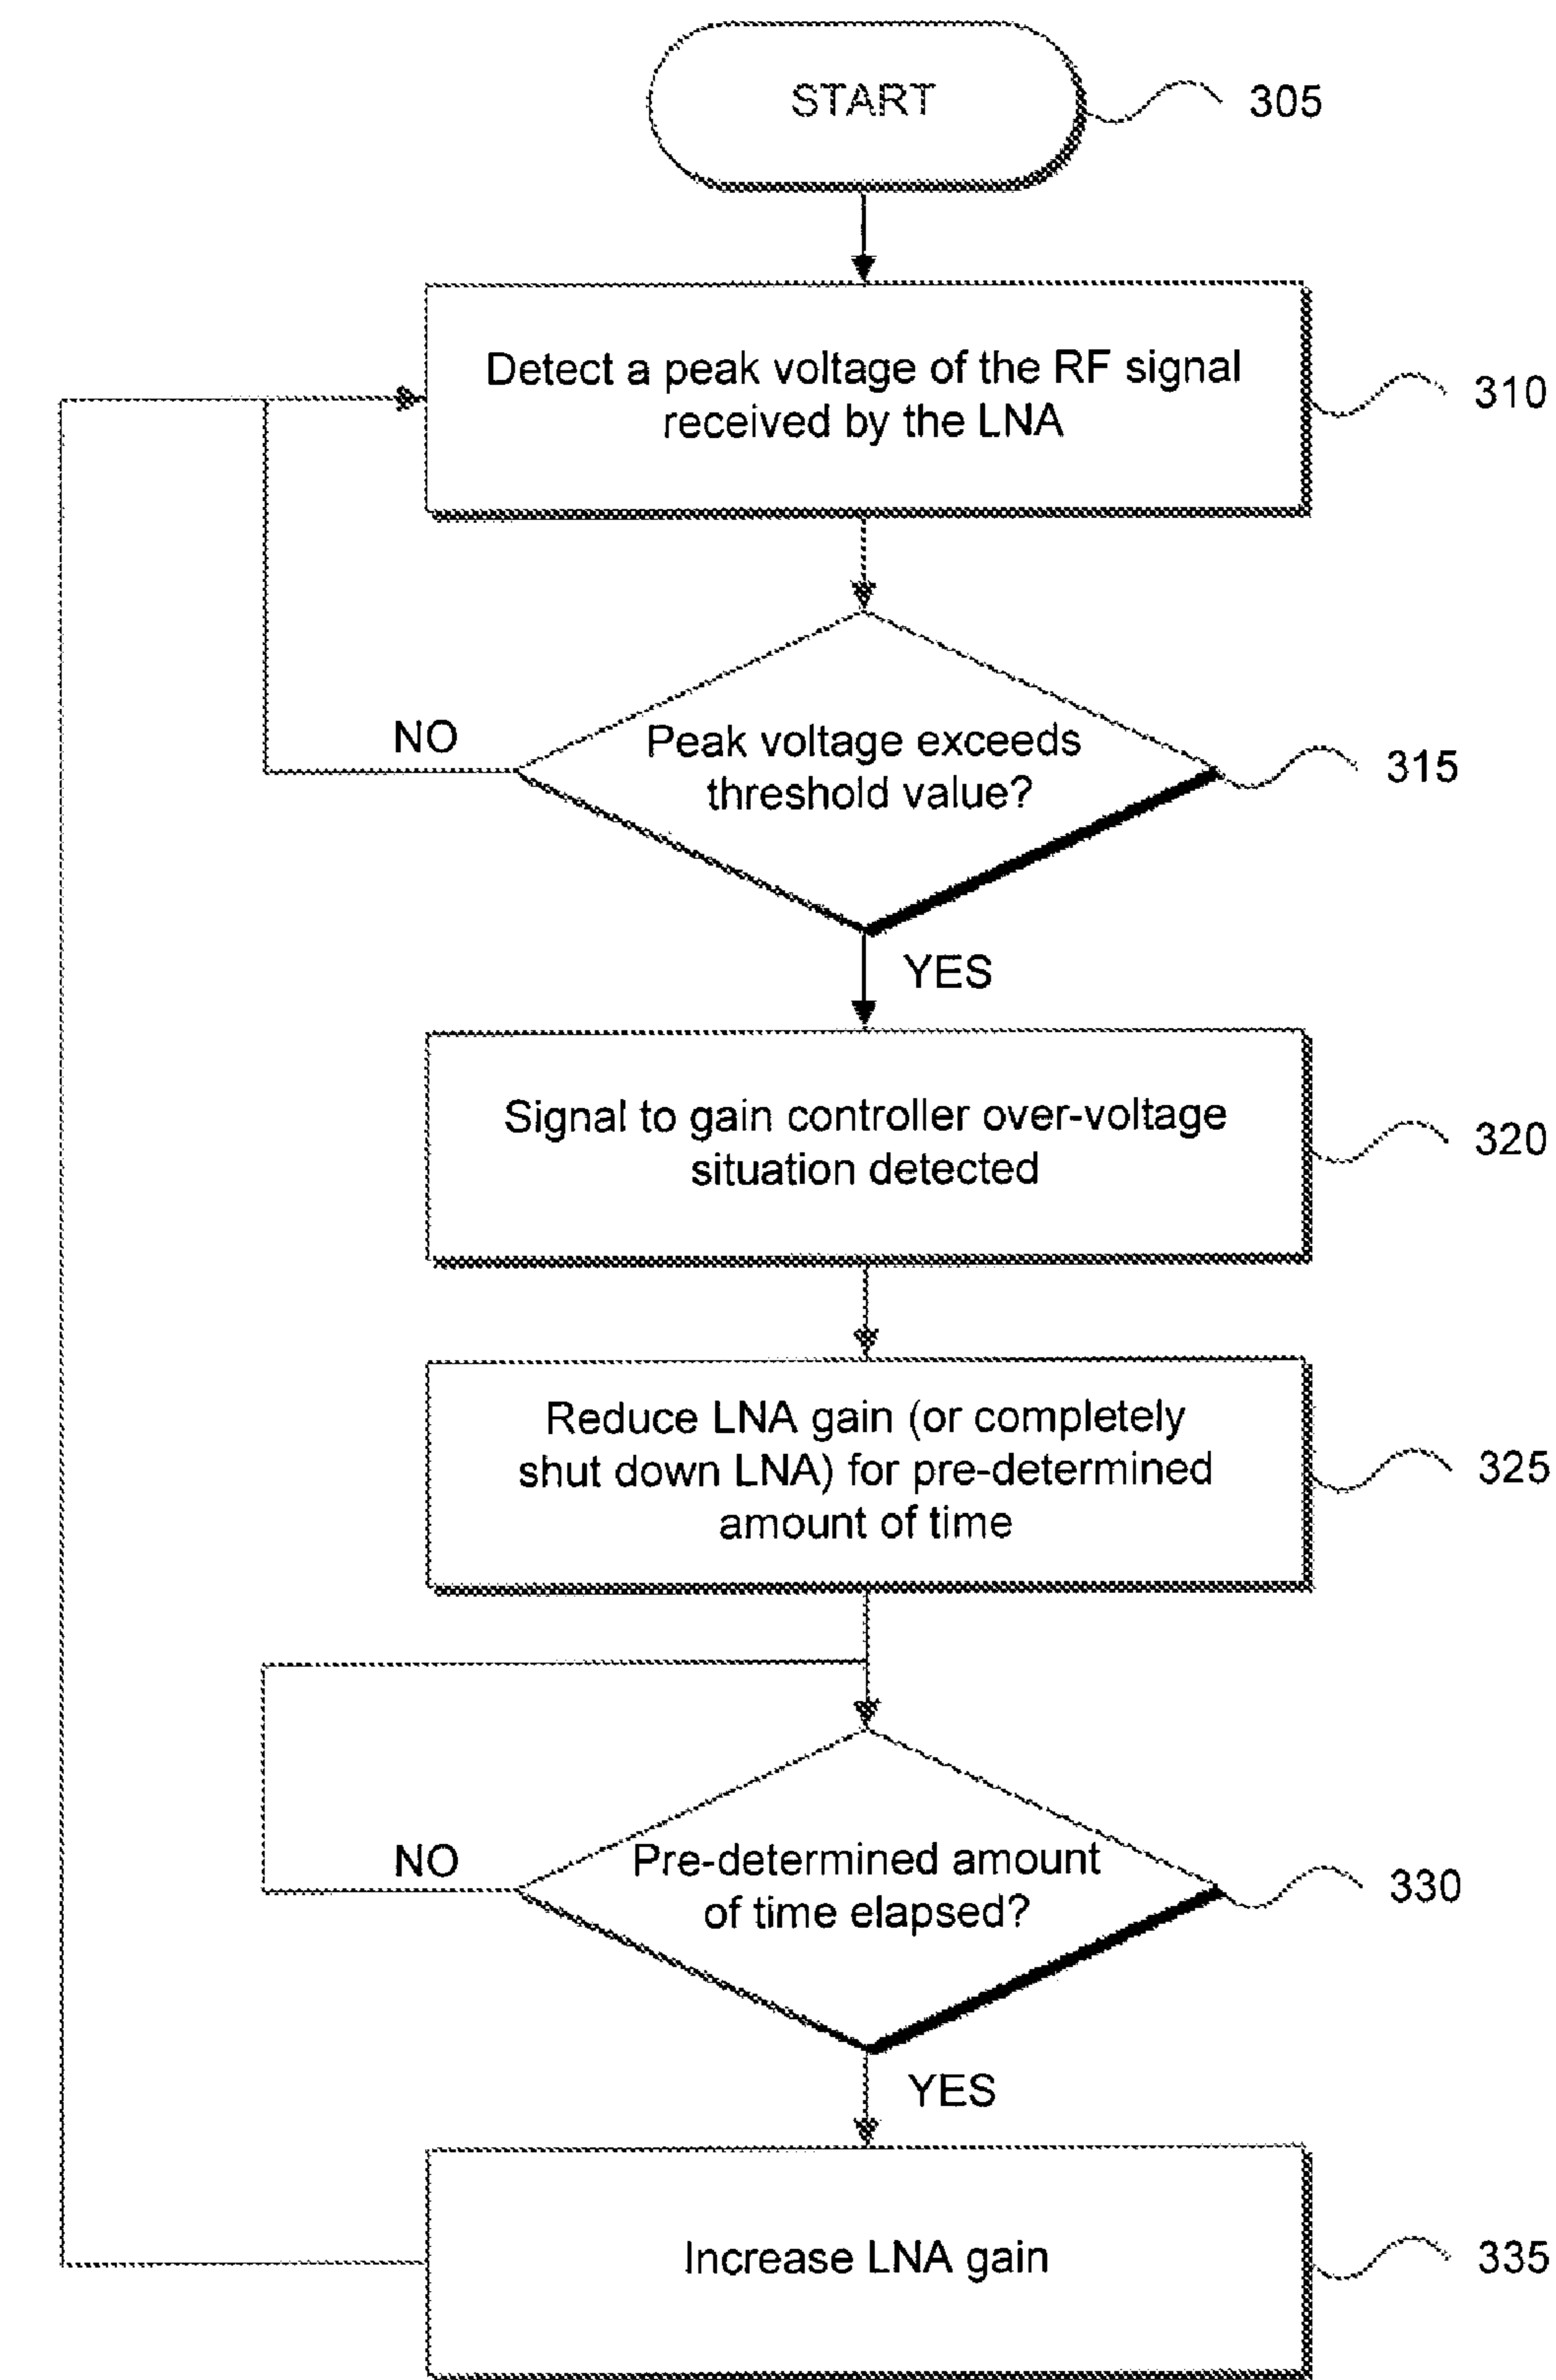 START
305
Detect a peak voltage of the RF signal
received by the LNA
310
NO
Peak voltage exceeds
threshold value?
315
YES
Signal to gain controller over-voltage
situation detected
320
Reduce LNA gain (or completely
shut down LNA) for pre-determined
amount of time
325
NO
Pre-determined amount
of time elapsed?
330
YES
Increase LNA gain
335